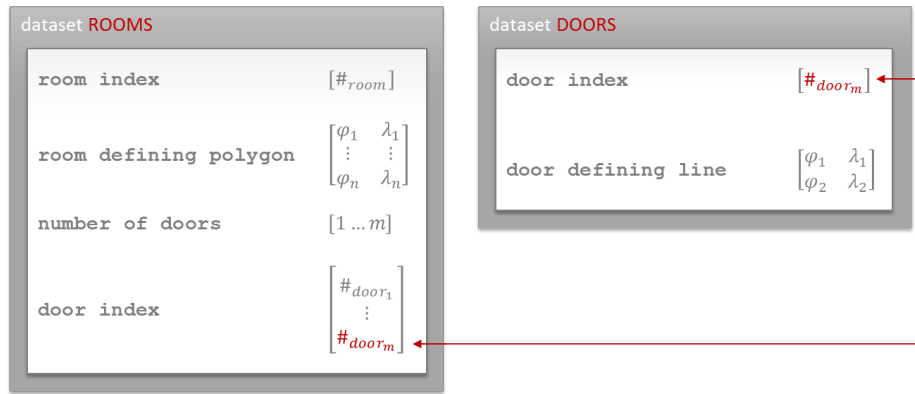 dataset ROOMS
room index [#room]
room defining polygon [φ1 λ1 ⋮ ⋮ φn λn]
number of doors [1 … m]
door index [#door1 ⋮ #doorm]
dataset DOORS
door index [#doorm]
door defining line [φ1 λ1 φ2 λ2]